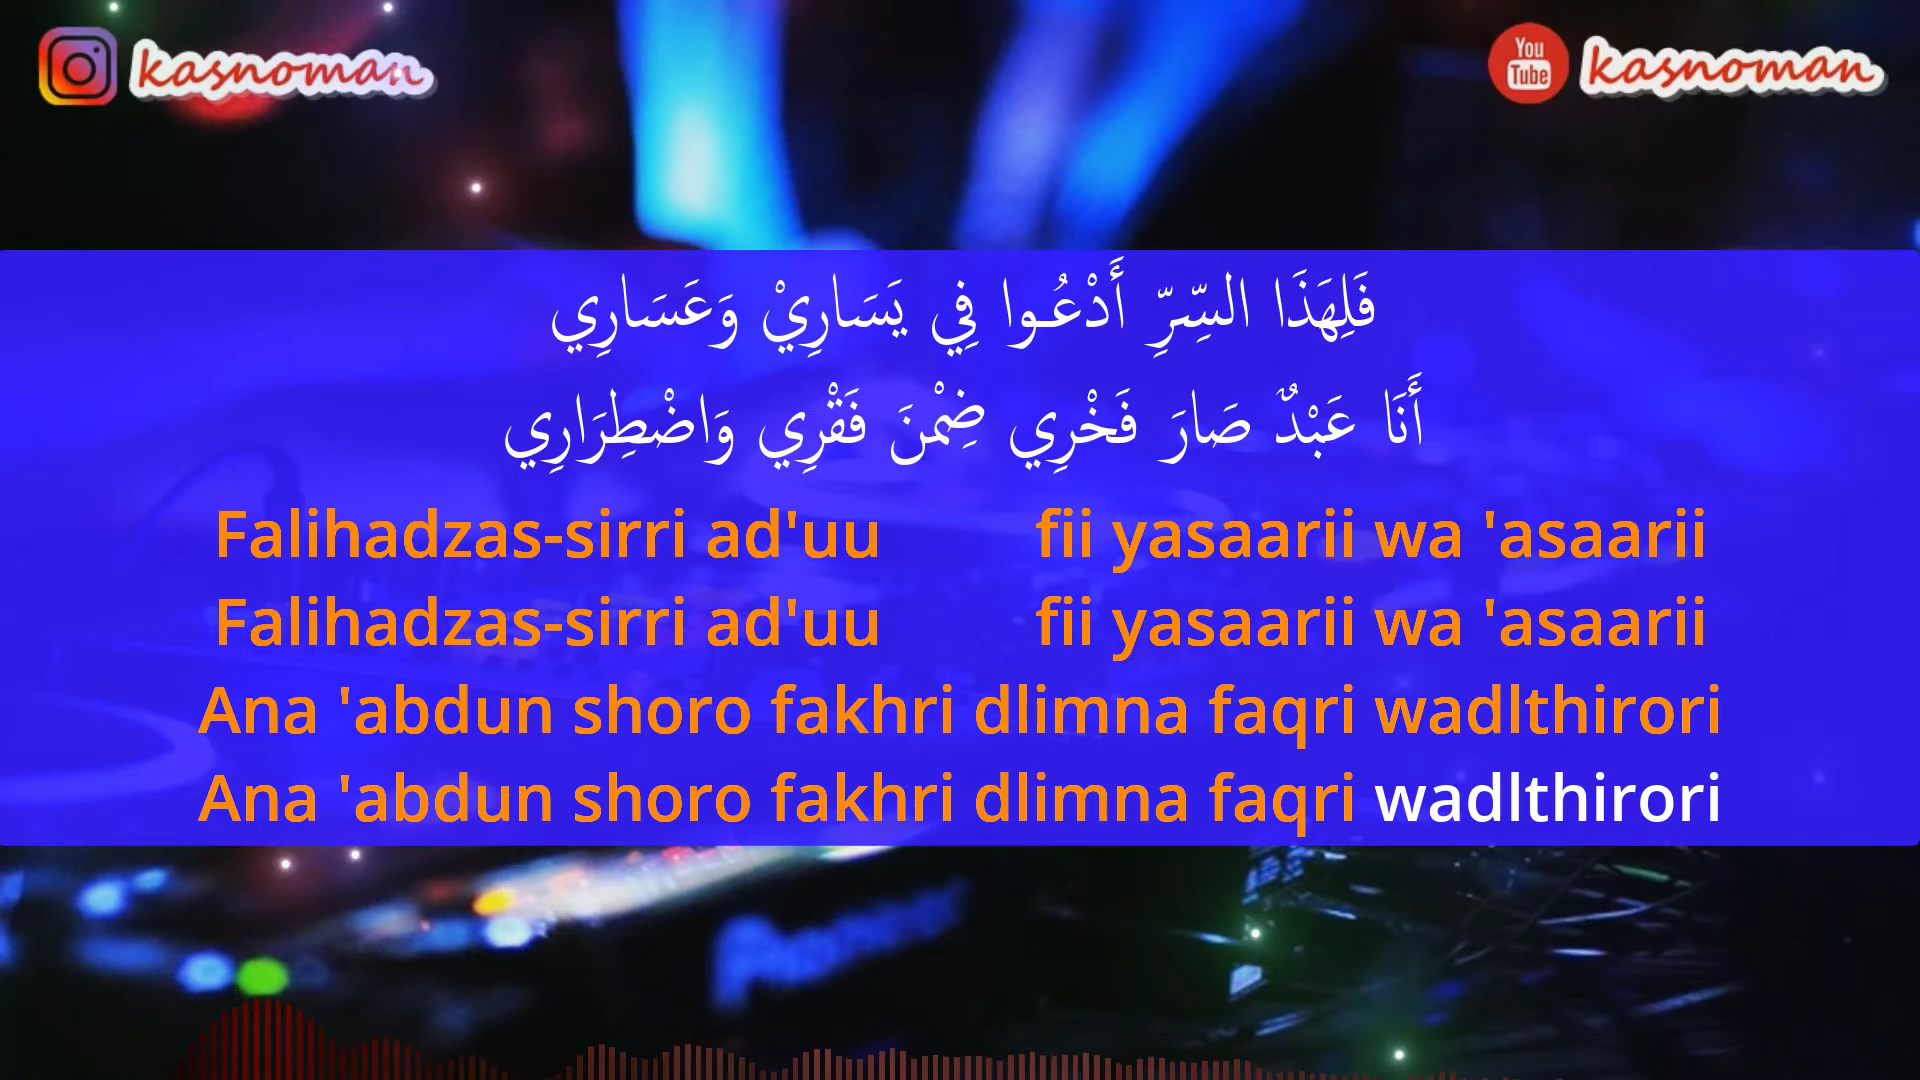 kasnoman
You Tube kasnoman
فَلِهَذَا السِّرِّ أَدْعُوا فِي يَسَارِيْ وَعَسَارِي
أَنَا عَبْدٌ صَارَ فَخْرِي ضِمْنَ فَقْرِي وَاضْطِرَارِي
Falihadzas-sirri ad'uu fii yasaarii wa 'asaarii
Falihadzas-sirri ad'uu fii yasaarii wa 'asaarii
Ana 'abdun shoro fakhri dlimna faqri wadlthirori
Ana 'abdun shoro fakhri dlimna faqri wadlthirori